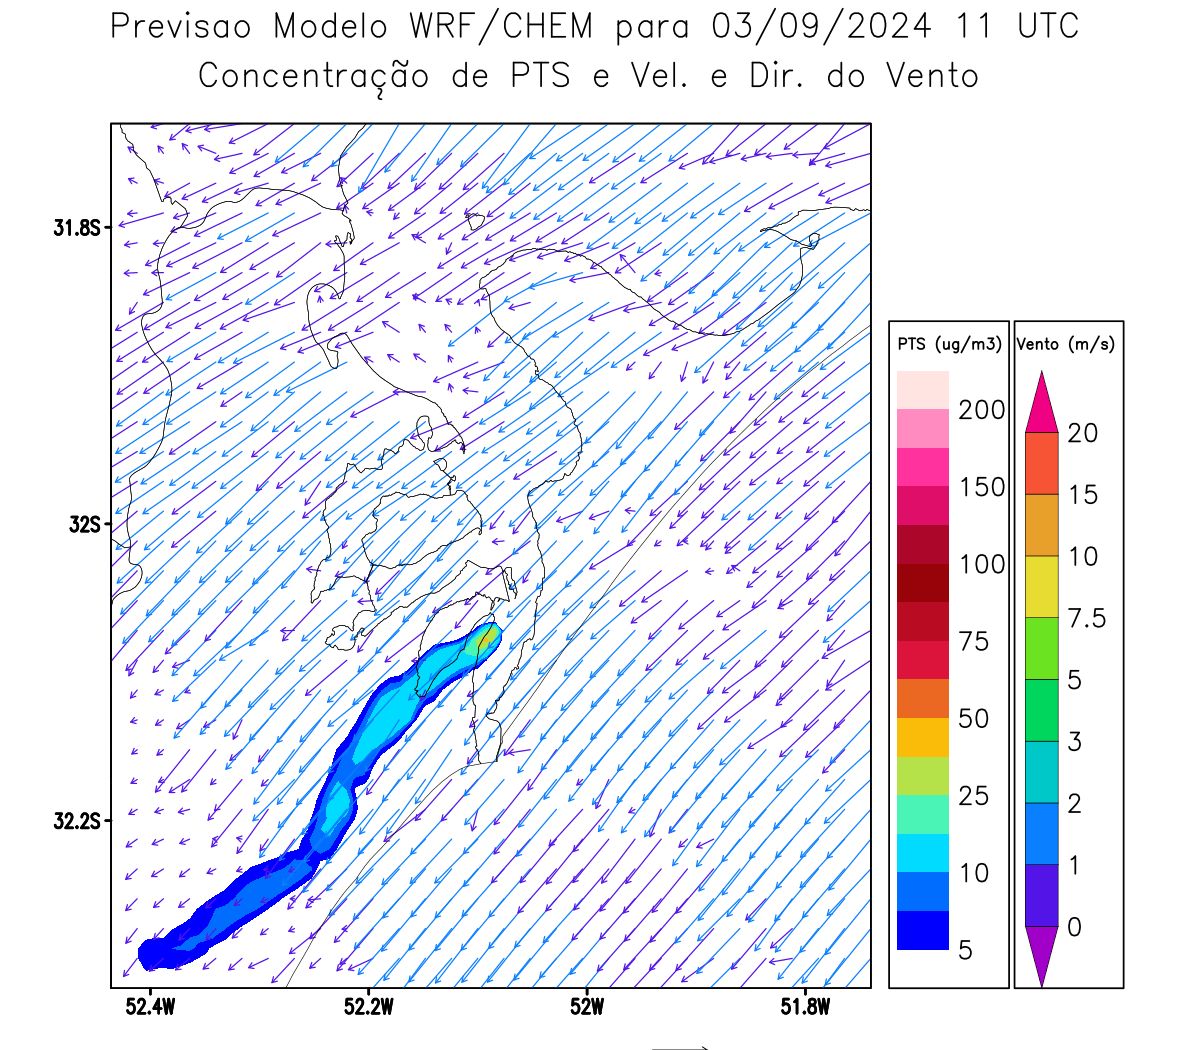 Previsao Modelo WRF/CHEM para 03/09/2024 11 UTC
Concentração de PTS e Vel. e Dir. do Vento
31.8S
32S
32.2S
52.4W 52.2W 52W 51.8W
PTS (ug/m3)
200
150
100
75
50
25
10
5
Vento (m/s)
20
15
10
7.5
5
3
2
1
0